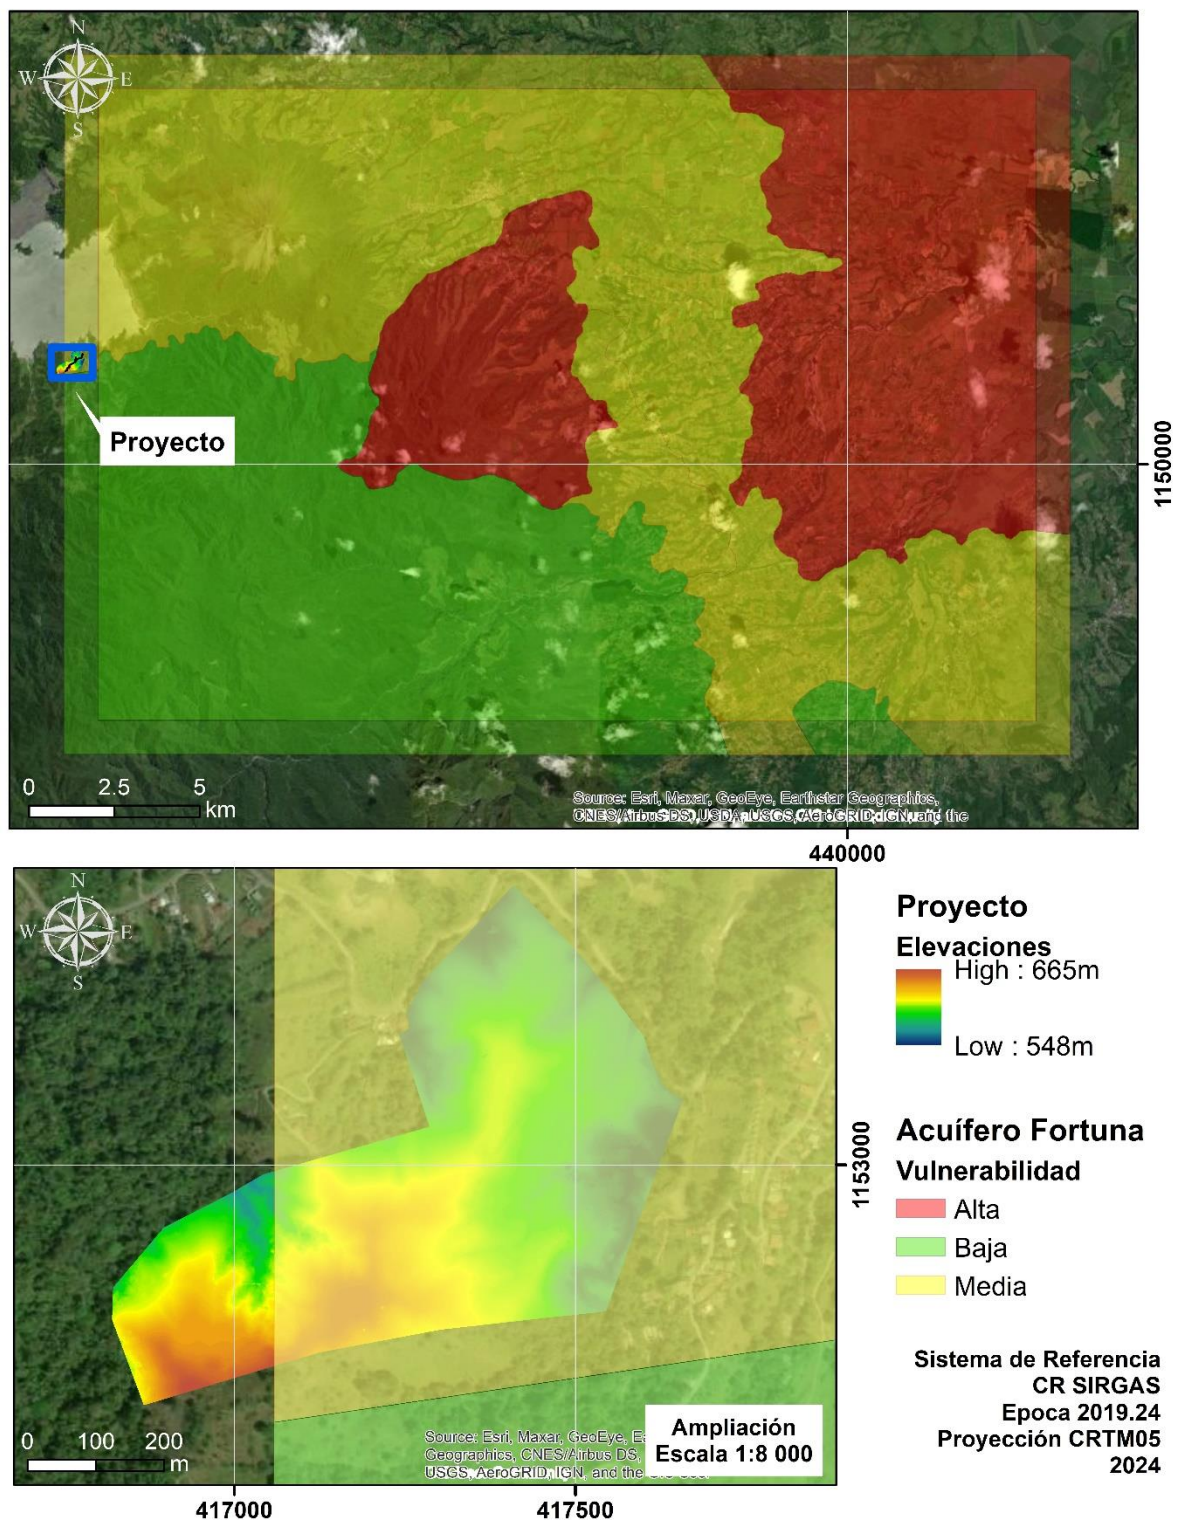 N
W E
S
Proyecto
1150000
0 2.5 5
km
Source: Esri, Maxar, GeoEye, Earthstar Geographics,
CNES/Airbus DS, USDA, USGS, AeroGRID, IGN, and the
440000
N
W E
S
Proyecto
Elevaciones
High : 665m
Low : 548m
1153000
Acuífero Fortuna
Vulnerabilidad
Alta
Baja
Media
Sistema de Referencia
CR SIRGAS
Epoca 2019.24
Proyección CRTM05
2024
0 100 200
m
Source: Esri, Maxar, GeoEye,
Geographics, CNES/Airbus DS,
USGS, AeroGRID, IGN, and the
Ampliación
Escala 1:8 000
417000
417500